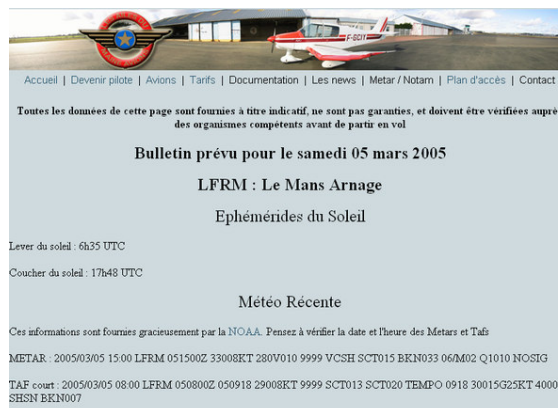 F-GCIY
Accueil | Devenir pilote | Avions | Tarifs | Documentation | Les news | Metar / Notam | Plan d'accès | Contact
Toutes les données de cette page sont fournies à titre indicatif, ne sont pas garanties, et doivent être vérifiées auprè
des organismes compétents avant de partir en vol
Bulletin prévu pour le samedi 05 mars 2005
LFRM : Le Mans Arnage
Ephémérides du Soleil
Lever du soleil : 6h35 UTC
Coucher du soleil : 17h48 UTC
Météo Récente
Ces informations sont fournies gracieusement par la NOAA. Pensez à vérifier la date et l'heure des Metars et Tafs
METAR : 2005/03/05 15:00 LFRM 051500Z 33008KT 280V010 9999 VCSH SCT015 BKN033 06/M02 Q1010 NOSIG
TAF court : 2005/03/05 08:00 LFRM 050800Z 050918 29008KT 9999 SCT013 SCT020 TEMPO 0918 30015G25KT 4000
SHSN BKN007